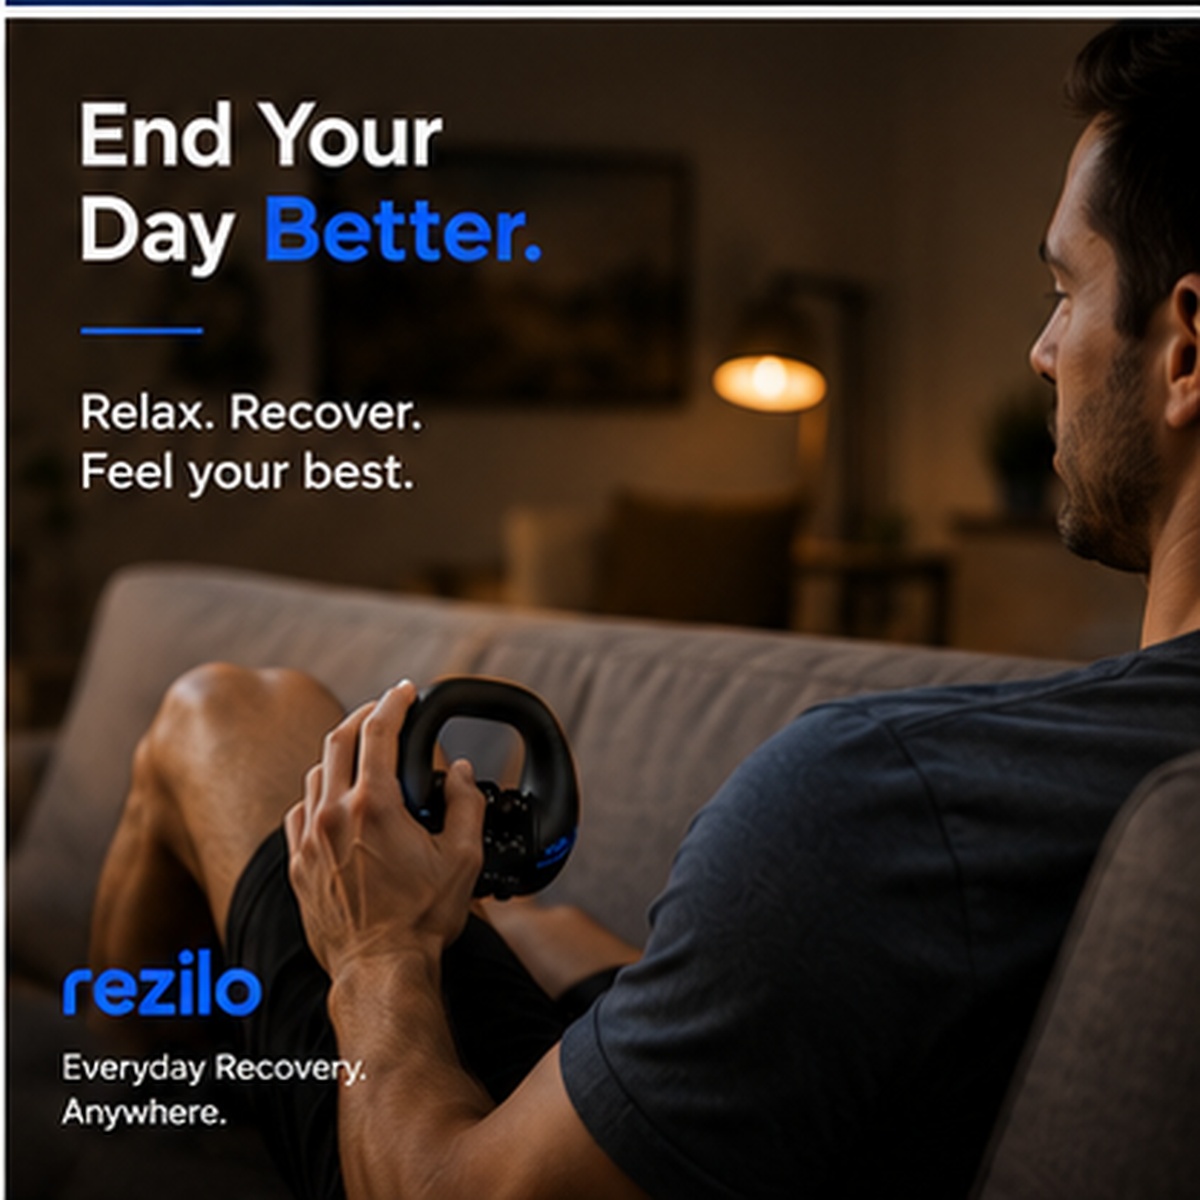 End Your
Day Better.
Relax. Recover.
Feel your best.
rezilo
Everyday Recovery.
Anywhere.